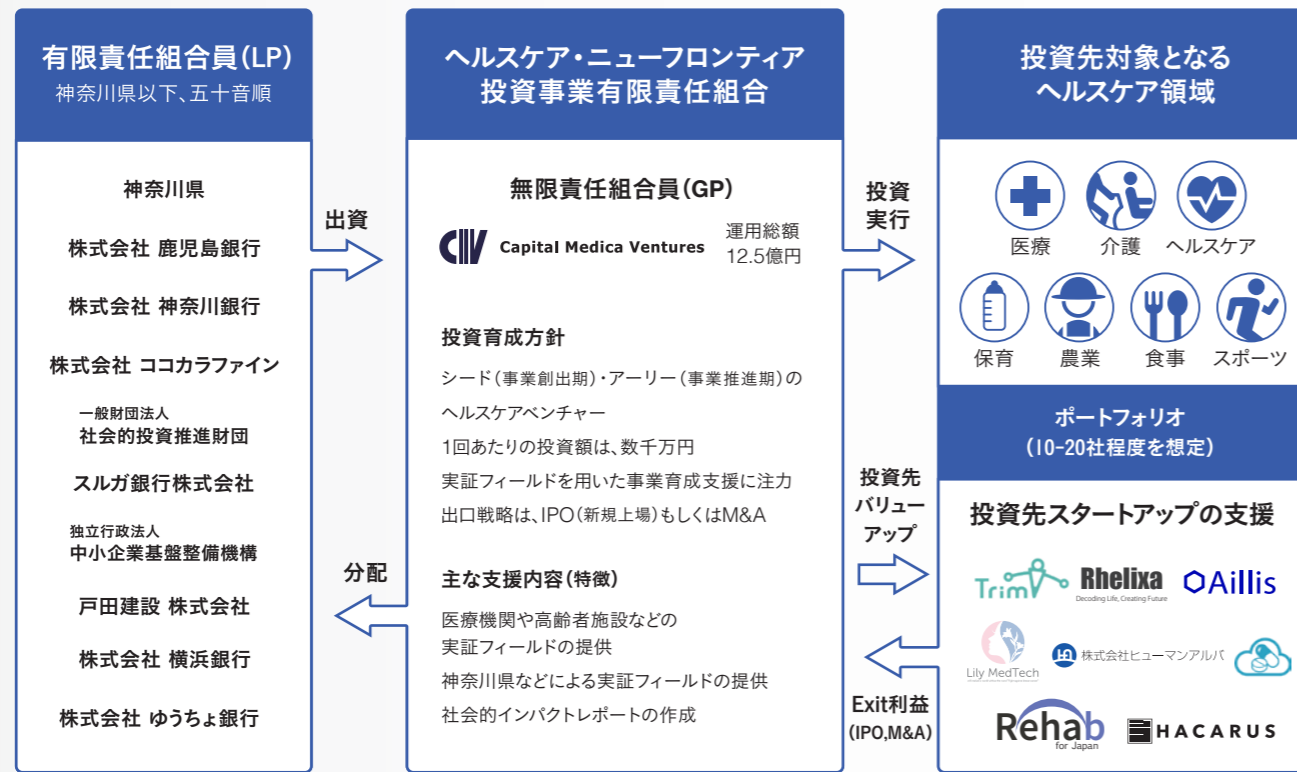 有限責任組合員(LP)
神奈川県以下、五十音順
神奈川県
株式会社 鹿児島銀行
株式会社 神奈川銀行
株式会社 ココカラファイン
一般財団法人
社会的投資推進財団
スルガ銀行株式会社
独立行政法人
中小企業基盤整備機構
戸田建設 株式会社
株式会社 横浜銀行
株式会社 ゆうちょ銀行
出資
分配
ヘルスケア・ニューフロンティア
投資事業有限責任組合
無限責任組合員(GP)
CMV Capital Medica Ventures
運用総額
12.5億円
投資育成方針
シード(事業創出期)・アーリー(事業推進期)の
ヘルスケアベンチャー
1回あたりの投資額は、数千万円
実証フィールドを用いた事業育成支援に注力
出口戦略は、IPO(新規上場)もしくはM&A
主な支援内容(特徴)
医療機関や高齢者施設などの
実証フィールドの提供
神奈川県などによる実証フィールドの提供
社会的インパクトレポートの作成
投資
実行
投資先
バリュー
アップ
Exit利益
(IPO,M&A)
投資先対象となる
ヘルスケア領域
医療 介護 ヘルスケア
保育 農業 食事 スポーツ
ポートフォリオ
(10-20社程度を想定)
投資先スタートアップの支援
Trim
Rhelixa
Decoding Life, Creating Future
Aillis
Lily MedTech
株式会社ヒューマンアルバ
Rehab
for Japan
HACARUS